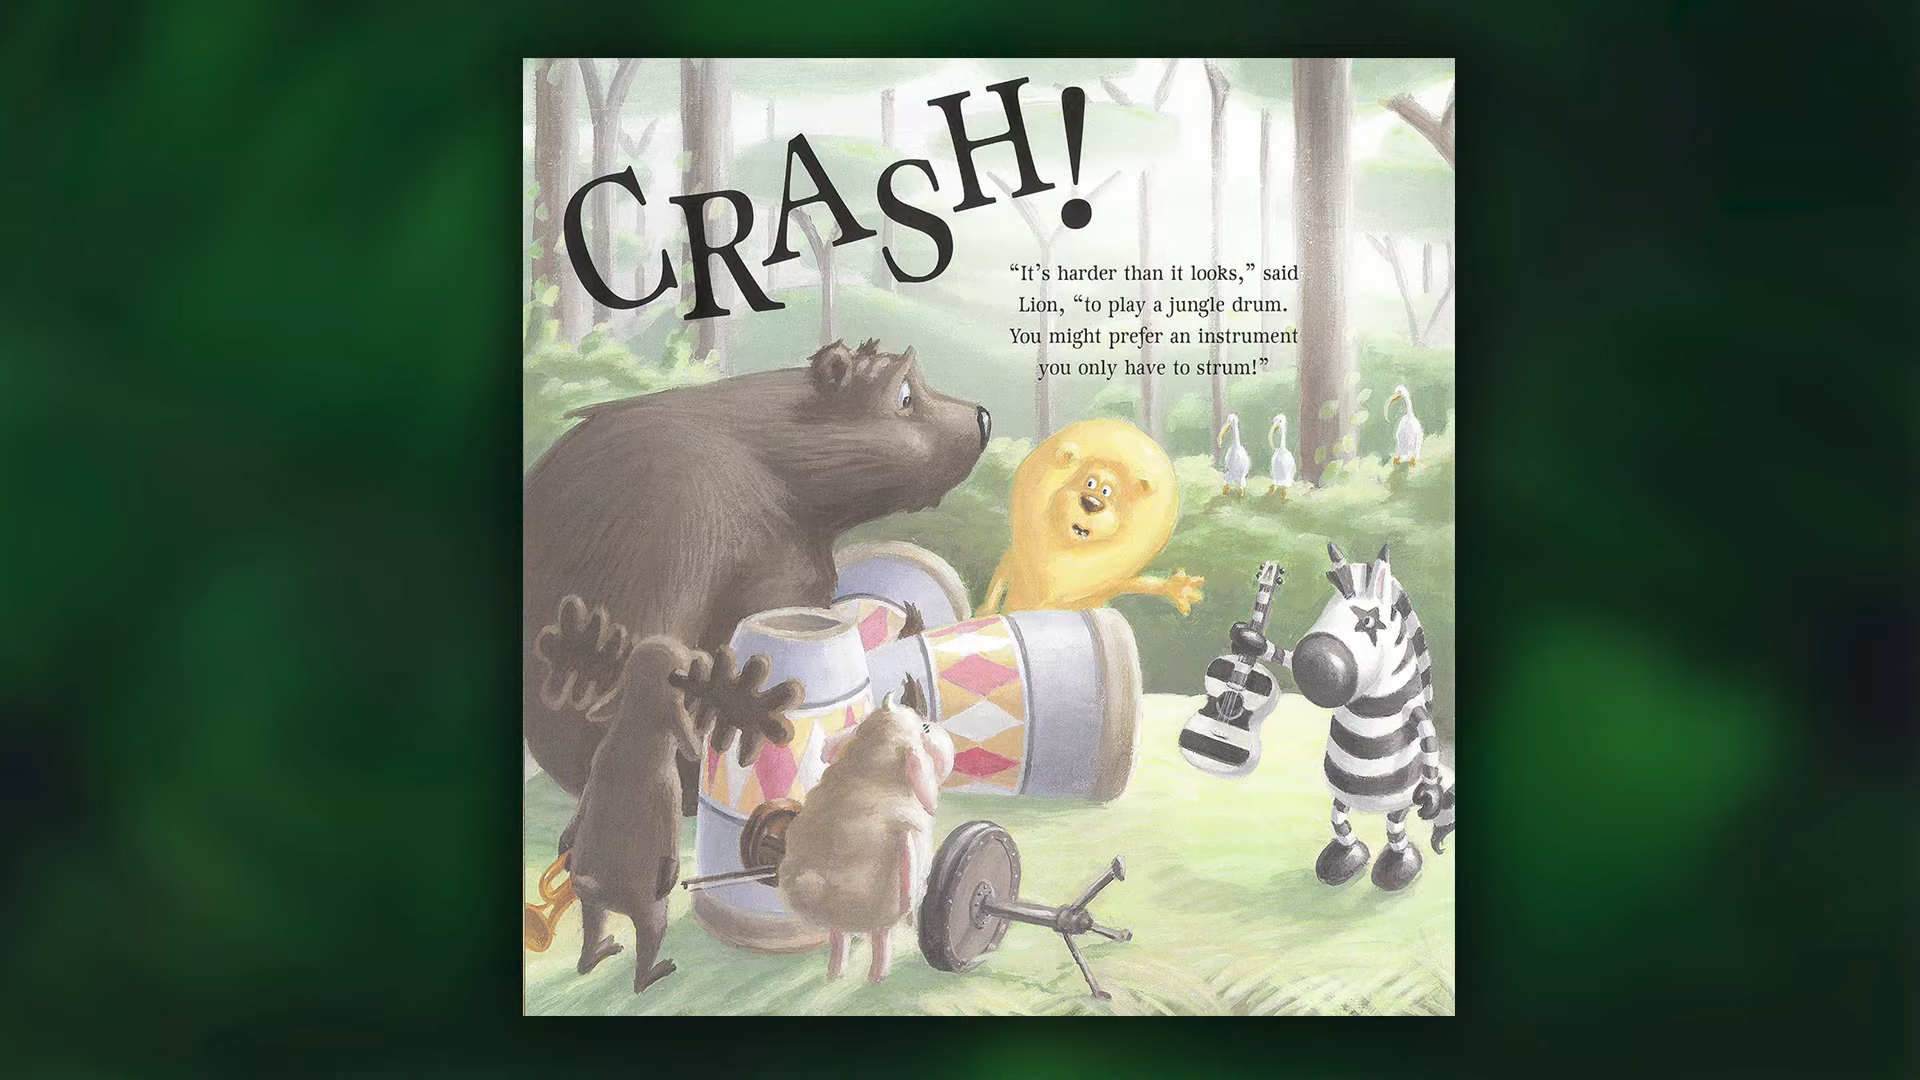 CRASH!
“It’s harder than it looks,” said
Lion, “to play a jungle drum.
You might prefer an instrument
you only have to strum!”